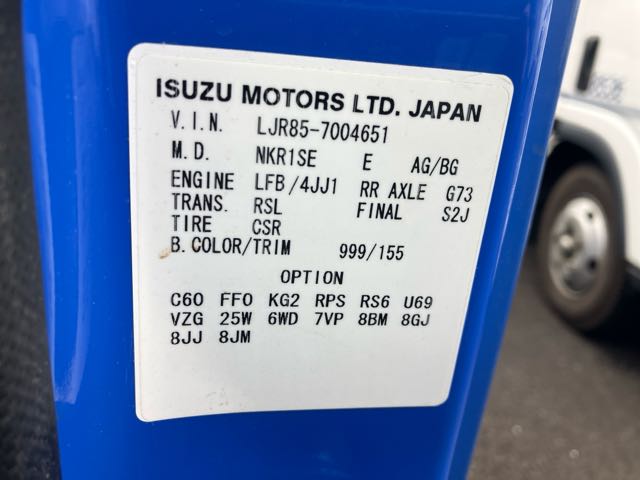 ISUZU MOTORS LTD. JAPAN
V.I.N. LJR85-7004651
M.D. NKR1SE E AG/BG
ENGINE LFB/4JJ1 RR AXLE G73
TRANS. RSL FINAL S2J
TIRE CSR
B.COLOR/TRIM 999/155
OPTION
C60 FF0 KG2 RPS RS6 U69
VZG 25W 6WD 7VP 8BM 8GJ
8JJ 8JM